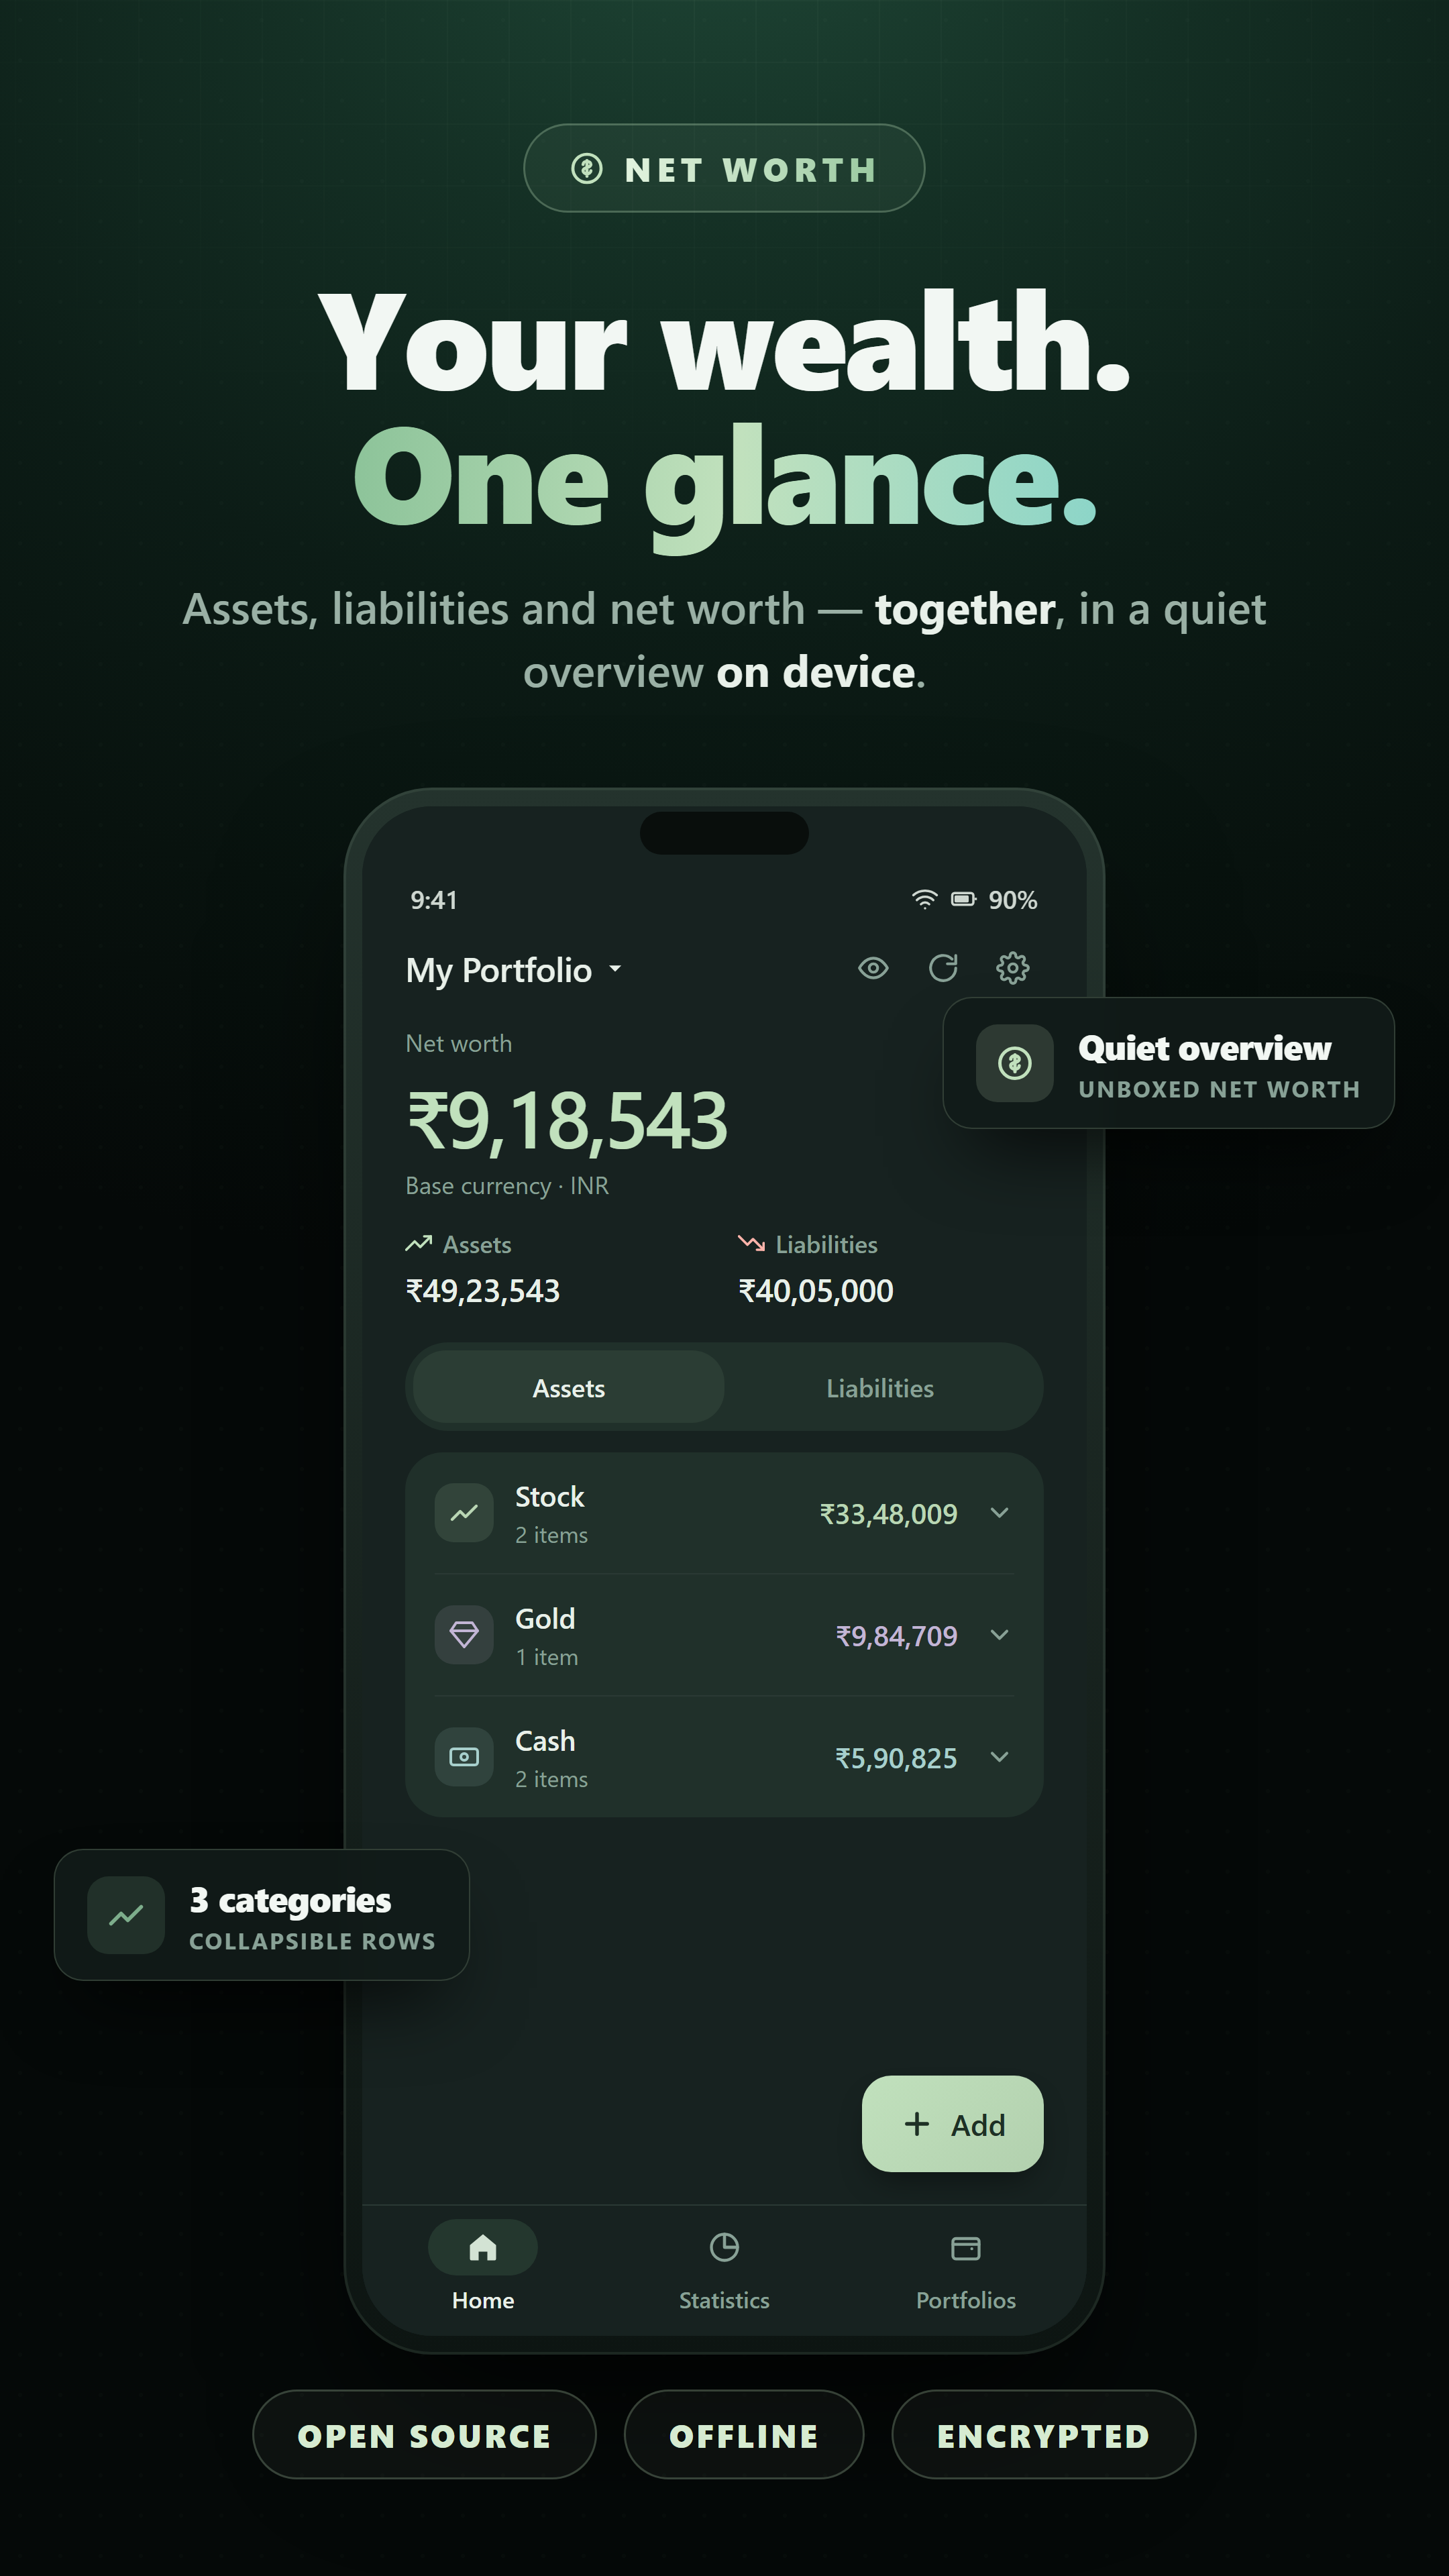 NET WORTH
Your wealth.
One glance.
Assets, liabilities and net worth — together, in a quiet
overview on device.
9:41 90%
My Portfolio
Net worth
₹9,18,543
Base currency · INR
Quiet overview
UNBOXED NET WORTH
Assets Liabilities
₹49,23,543 ₹40,05,000
Assets Liabilities
Stock
2 items
₹33,48,009
Gold
1 item
₹9,84,709
Cash
2 items
₹5,90,825
3 categories
COLLAPSIBLE ROWS
+ Add
Home Statistics Portfolios
OPEN SOURCE OFFLINE ENCRYPTED